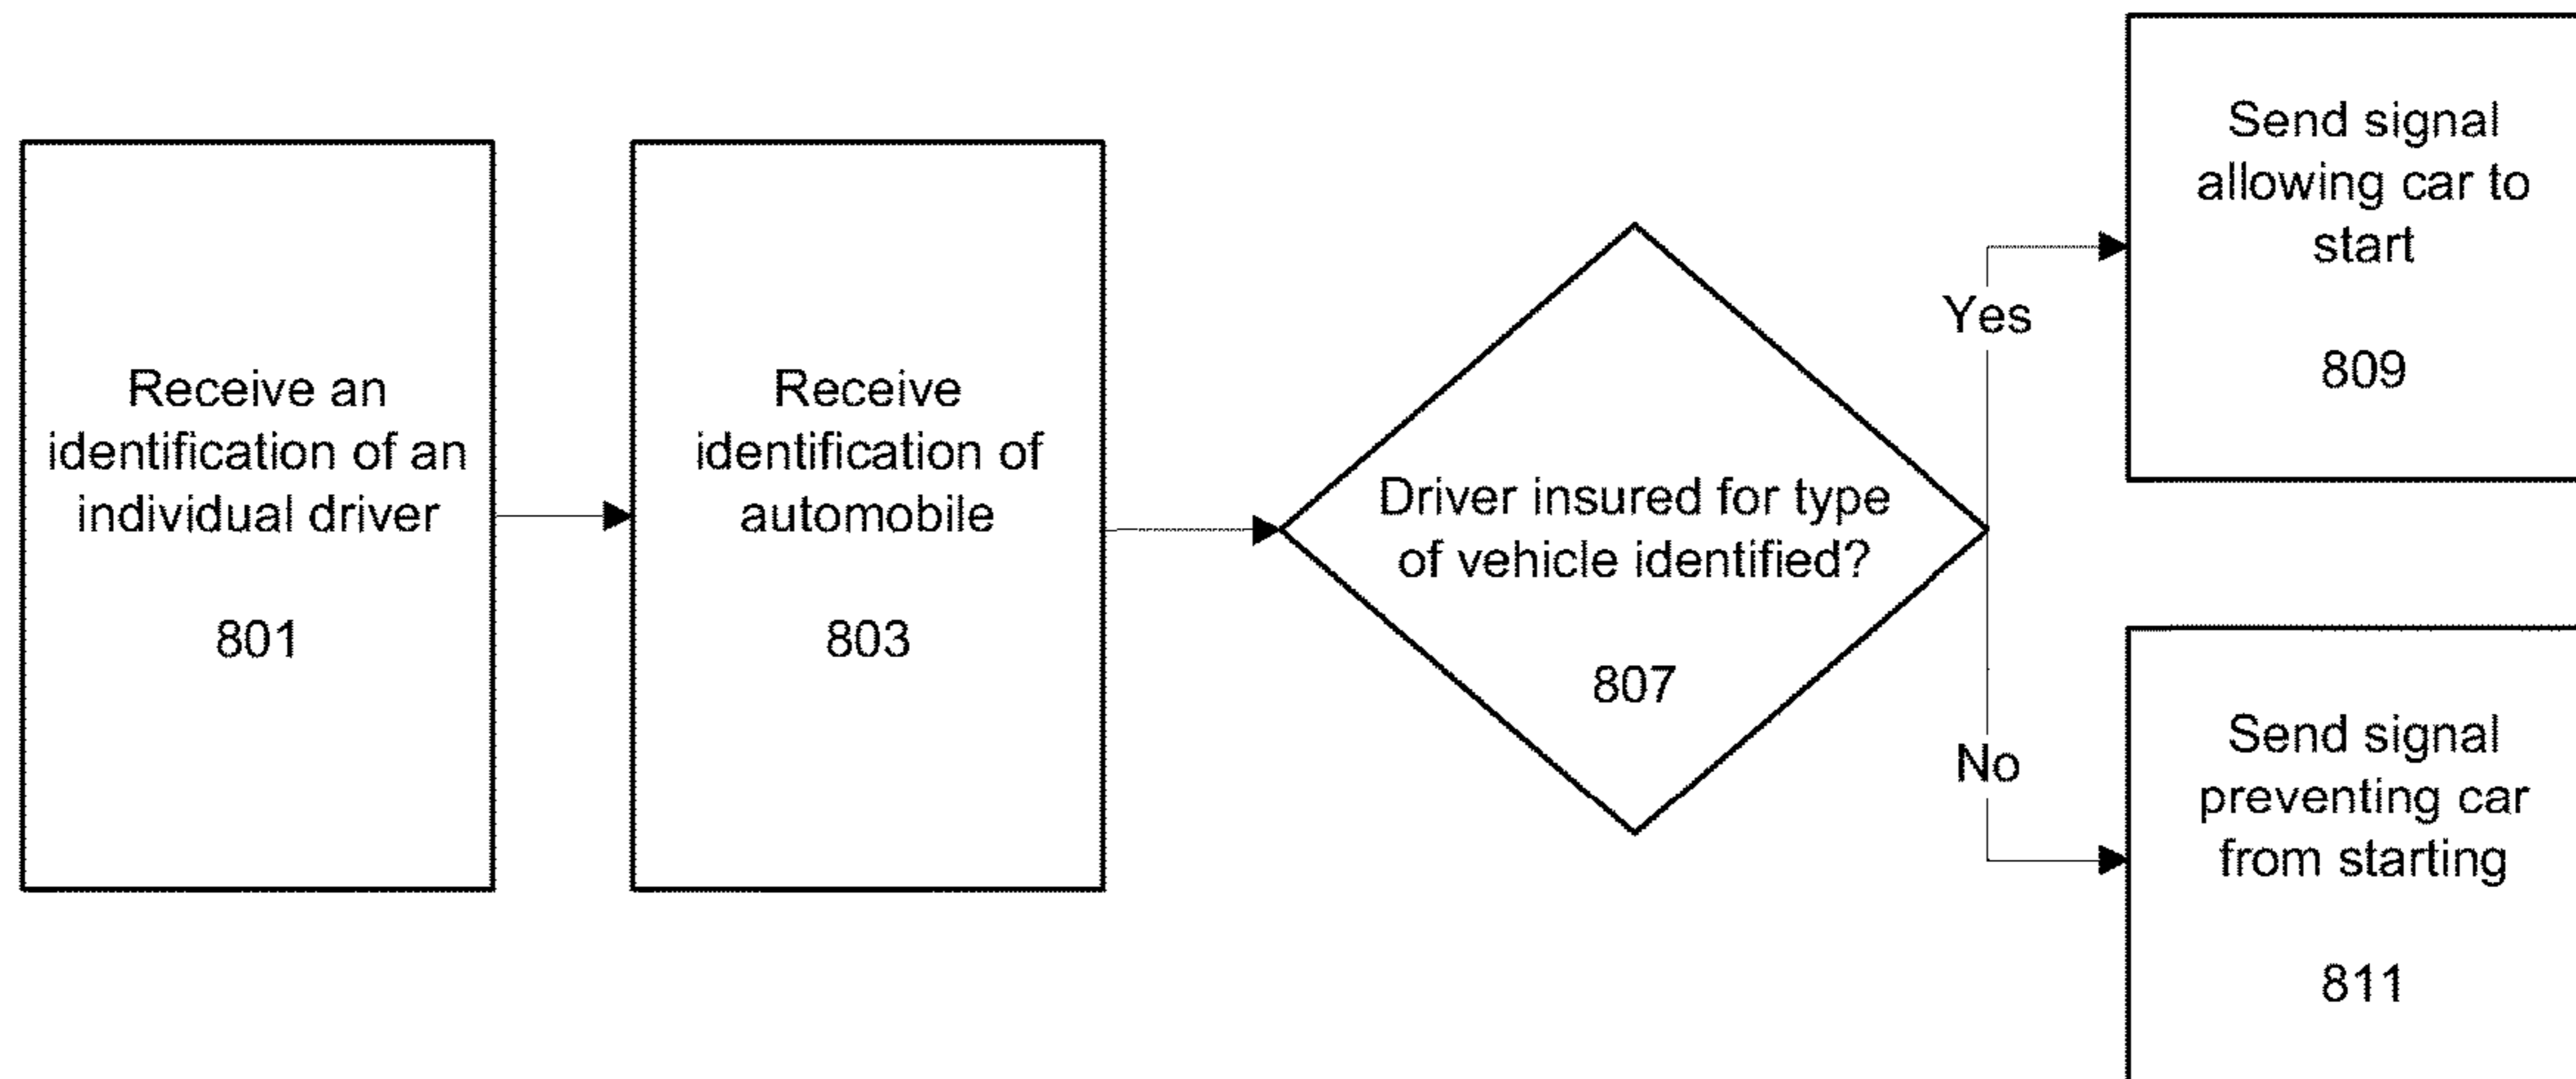 Receive an
identification of an
individual driver
801
Receive
identification of
automobile
803
Driver insured for type
of vehicle identified?
807
Yes
Send signal
allowing car to
start
809
No
Send signal
preventing car
from starting
811